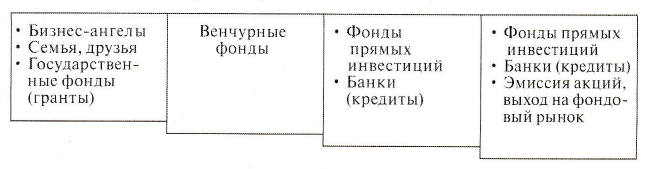 • Бизнес-ангелы
• Семья, друзья
• Государствен-
ные фонды
(гранты)
Венчурные
фонды
• Фонды
прямых
инвестиций
• Банки
(кредиты)
• Фонды прямых
инвестиций
• Банки (кредиты)
• Эмиссия акций,
выход на фондо-
вый рынок